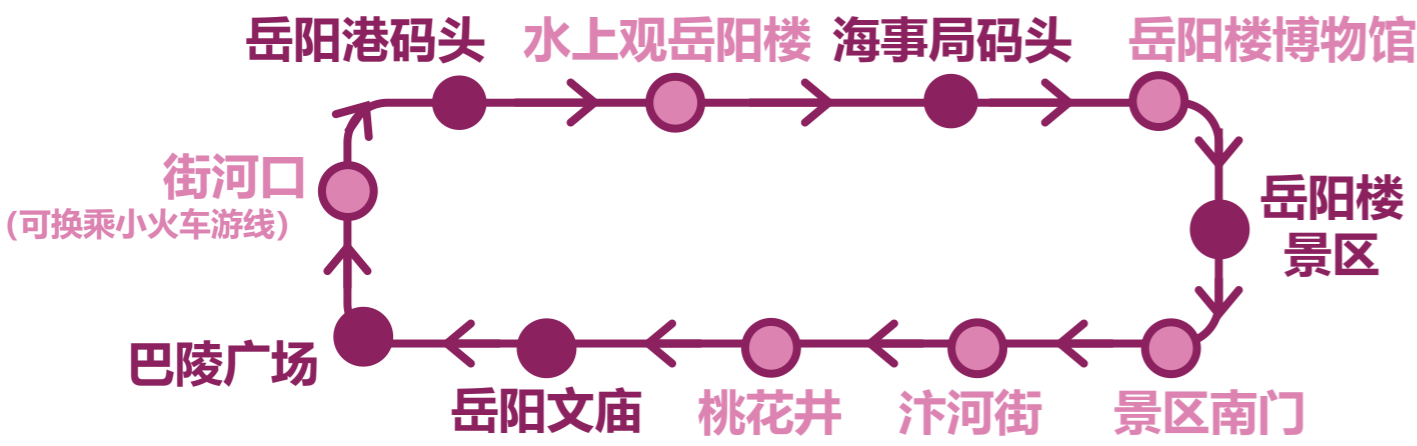 岳阳港码头
水上观岳阳楼
海事局码头
岳阳楼博物馆
街河口
(可换乘小火车游线)
岳阳楼
景区
巴陵广场
岳阳文庙
桃花井
汴河街
景区南门